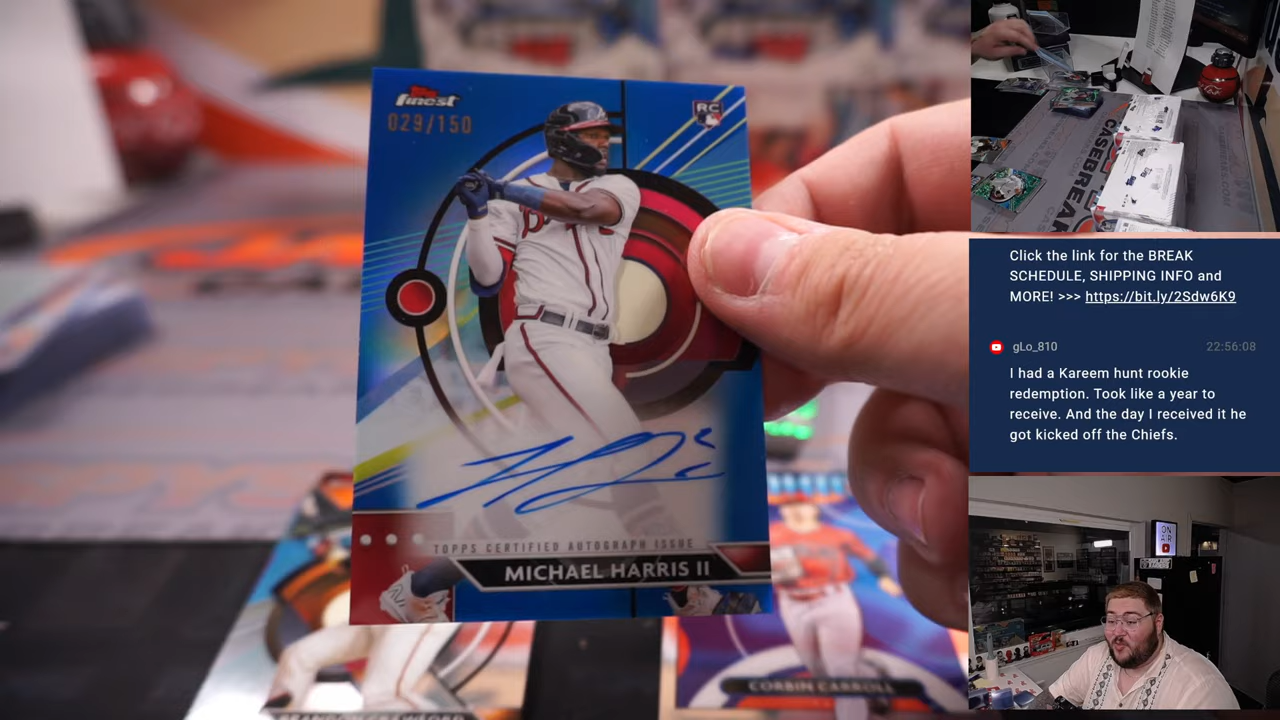 Topps
finest
029/150
RC
TOPPS CERTIFIED AUTOGRAPH ISSUE
MICHAEL HARRIS II
CORBIN CARROLL
CASEBREAK
Click the link for the BREAK
SCHEDULE, SHIPPING INFO and
MORE! >>> https://bit.ly/2Sdw6K9
gLo_810
22:56:08
I had a Kareem hunt rookie
redemption. Took like a year to
receive. And the day I received it he
got kicked off the Chiefs.
ON
AIR